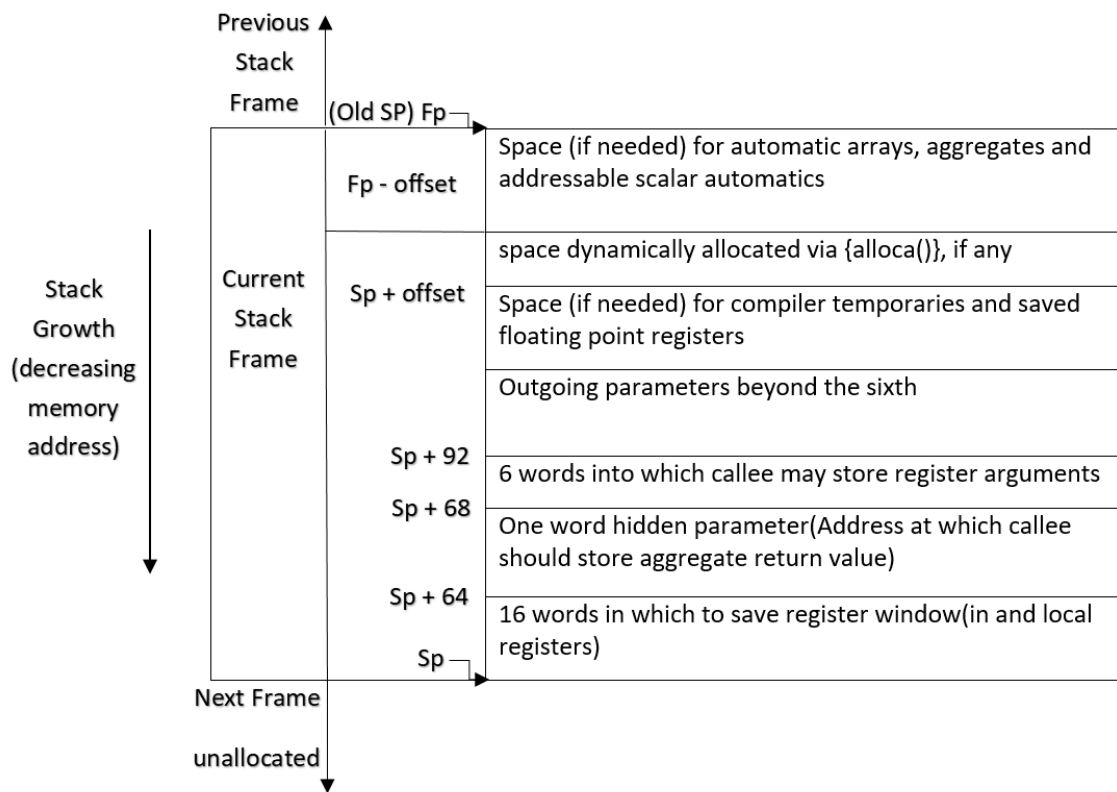 Previous
Stack
Frame
(Old SP) Fp
Space (if needed) for automatic arrays, aggregates and
addressable scalar automatics
Fp - offset
space dynamically allocated via {alloca()}, if any
Sp + offset
Space (if needed) for compiler temporaries and saved
floating point registers
Current
Stack
Frame
Stack
Growth
(decreasing
memory
address)
Outgoing parameters beyond the sixth
Sp + 92
6 words into which callee may store register arguments
Sp + 68
One word hidden parameter(Address at which callee
should store aggregate return value)
Sp + 64
16 words in which to save register window(in and local
registers)
Sp
Next Frame
unallocated